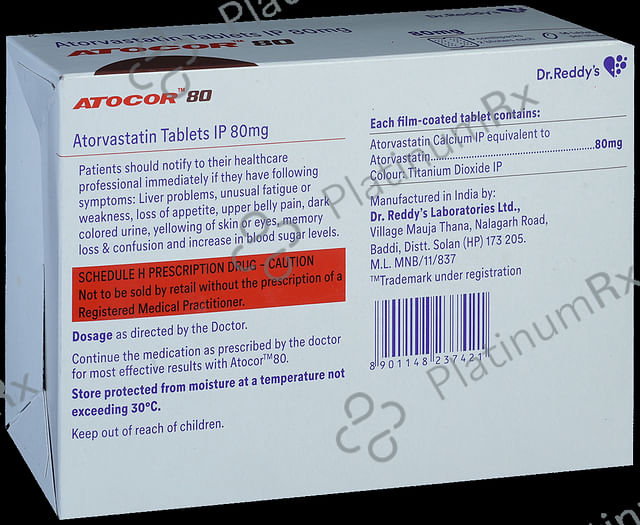 Atorvastatin Tablets IP 80mg
ATOCOR™ 80
80mg
Dr.Reddy's
ATOCOR™ 80
Atorvastatin Tablets IP 80mg
Patients should notify to their healthcare
professional immediately if they have following
symptoms: Liver problems, unusual fatigue or
weakness, loss of appetite, upper belly pain, dark
colored urine, yellowing of skin or eyes, memory
loss & confusion and increase in blood sugar levels.
SCHEDULE H PRESCRIPTION DRUG – CAUTION
Not to be sold by retail without the prescription of a
Registered Medical Practitioner.
Dosage as directed by the Doctor.
Continue the medication as prescribed by the doctor
for most effective results with Atocor™80.
Store protected from moisture at a temperature not
exceeding 30°C.
Keep out of reach of children.
Dr.Reddy's
Each film-coated tablet contains:
Atorvastatin Calcium IP equivalent to
Atorvastatin..................................................80mg
Colour: Titanium Dioxide IP
Manufactured in India by:
Dr. Reddy's Laboratories Ltd.,
Village Mauja Thana, Nalagarh Road,
Baddi, Distt. Solan (HP) 173 205.
M.L. MNB/11/837
™Trademark under registration
8 901148 237421
PlatinumRx
PlatinumRx